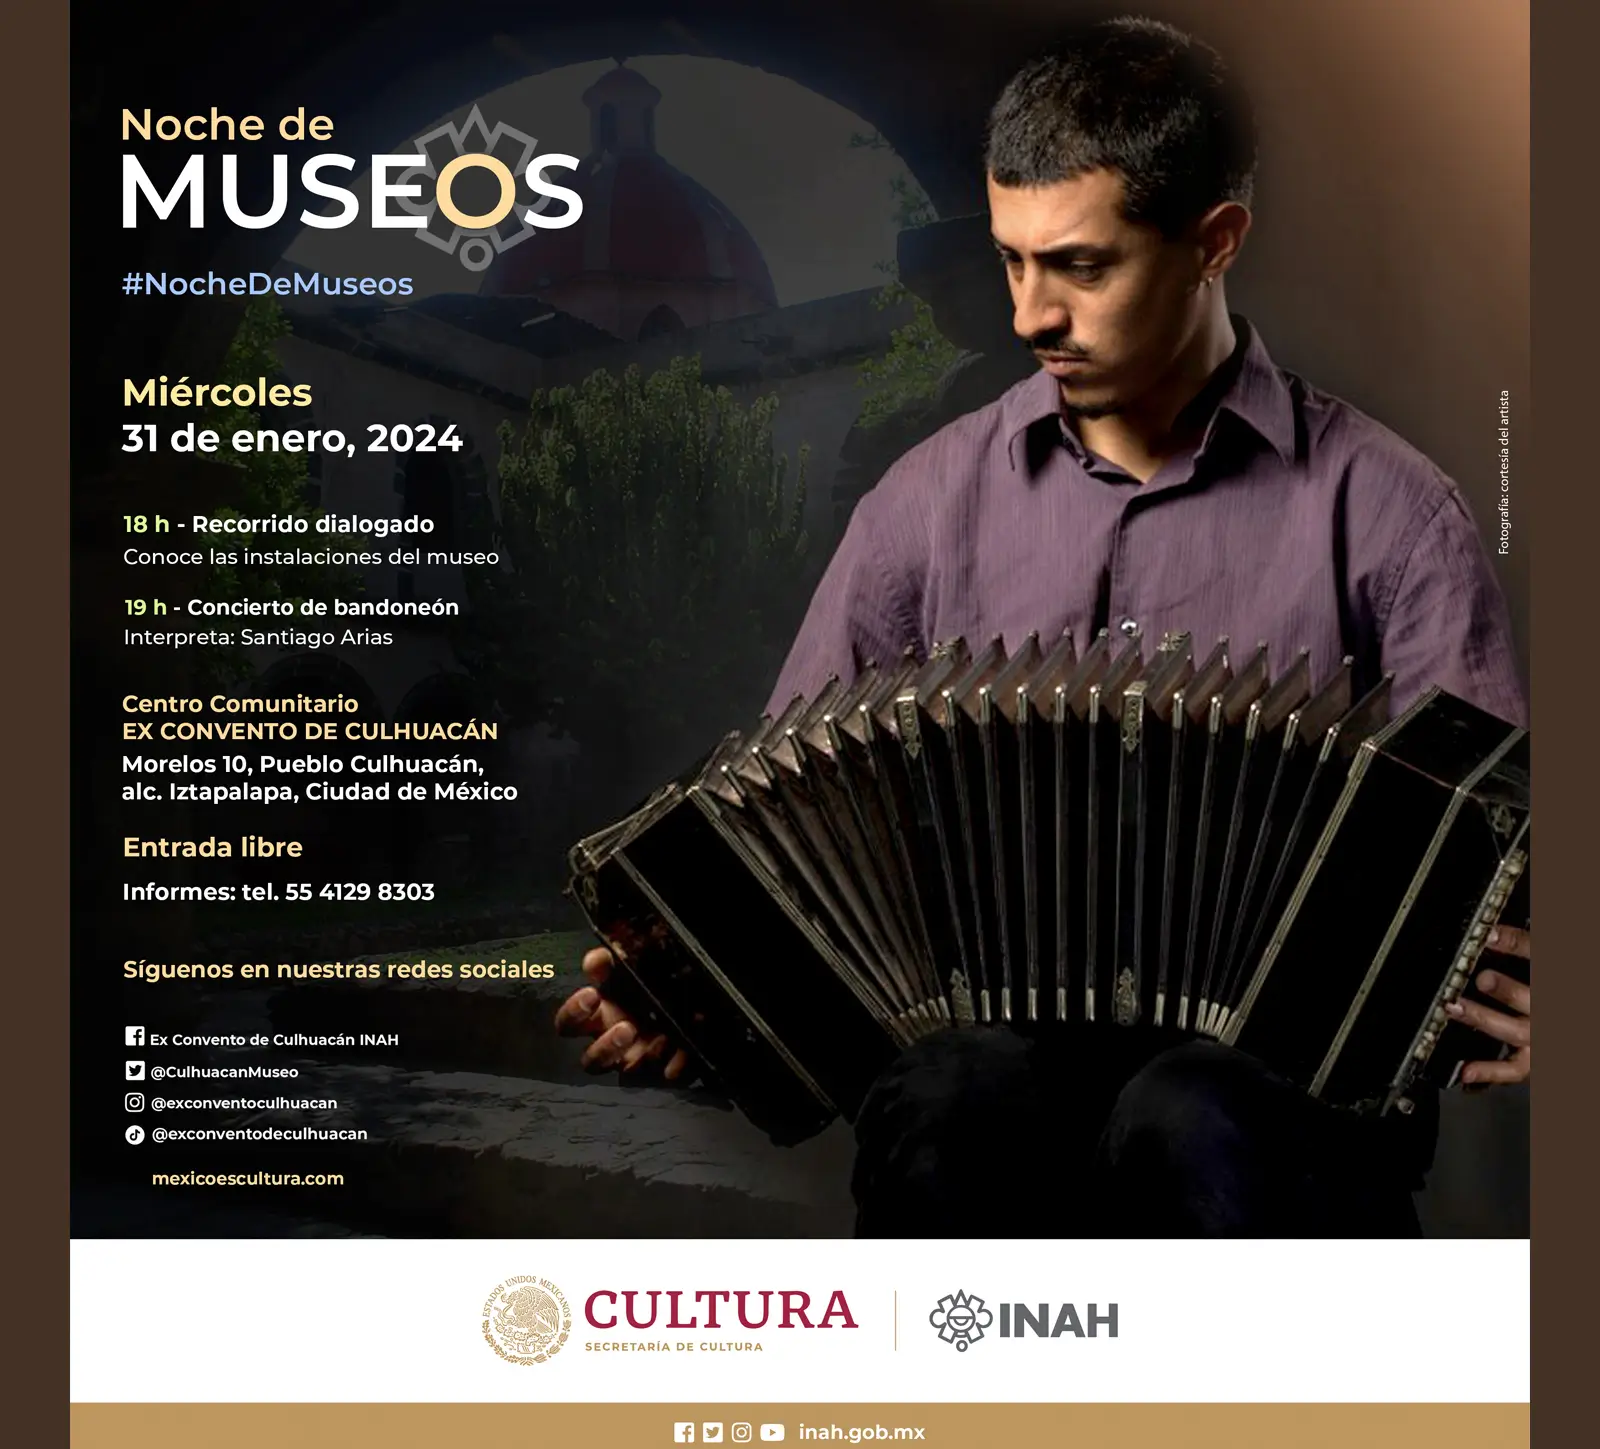 Noche de
MUSEOS
#NocheDeMuseos
Miércoles
31 de enero, 2024
18 h - Recorrido dialogado
Conoce las instalaciones del museo
19 h - Concierto de bandoneón
Interpreta: Santiago Arias
Centro Comunitario
EX CONVENTO DE CULHUACÁN
Morelos 10, Pueblo Culhuacán,
alc. Iztapalapa, Ciudad de México
Entrada libre
Informes: tel. 55 4129 8303
Síguenos en nuestras redes sociales
Ex Convento de Culhuacán INAH
@CulhuacanMuseo
@exconventoculhuacan
@exconventodeculhuacan
mexicoescultura.com
Fotografía: cortesía del artista
ESTADOS UNIDOS MEXICANOS
CULTURA
SECRETARÍA DE CULTURA
INAH
inah.gob.mx